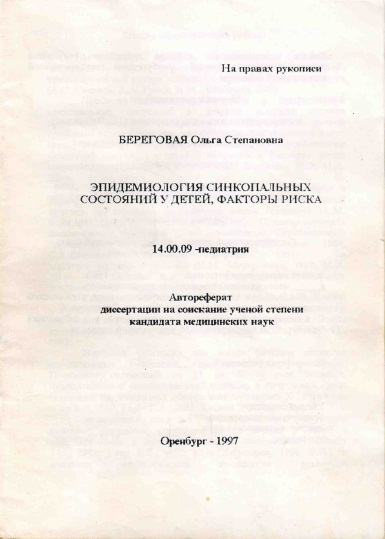 На правах рукописи
БЕРЕГОВАЯ Ольга Степановна
ЭПИДЕМИОЛОГИЯ СИНКОПАЛЬНЫХ
СОСТОЯНИЙ У ДЕТЕЙ, ФАКТОРЫ РИСКА
14.00.09 -педиатрия
Автореферат
диссертации на соискание ученой степени
кандидата медицинских наук
Оренбург - 1997